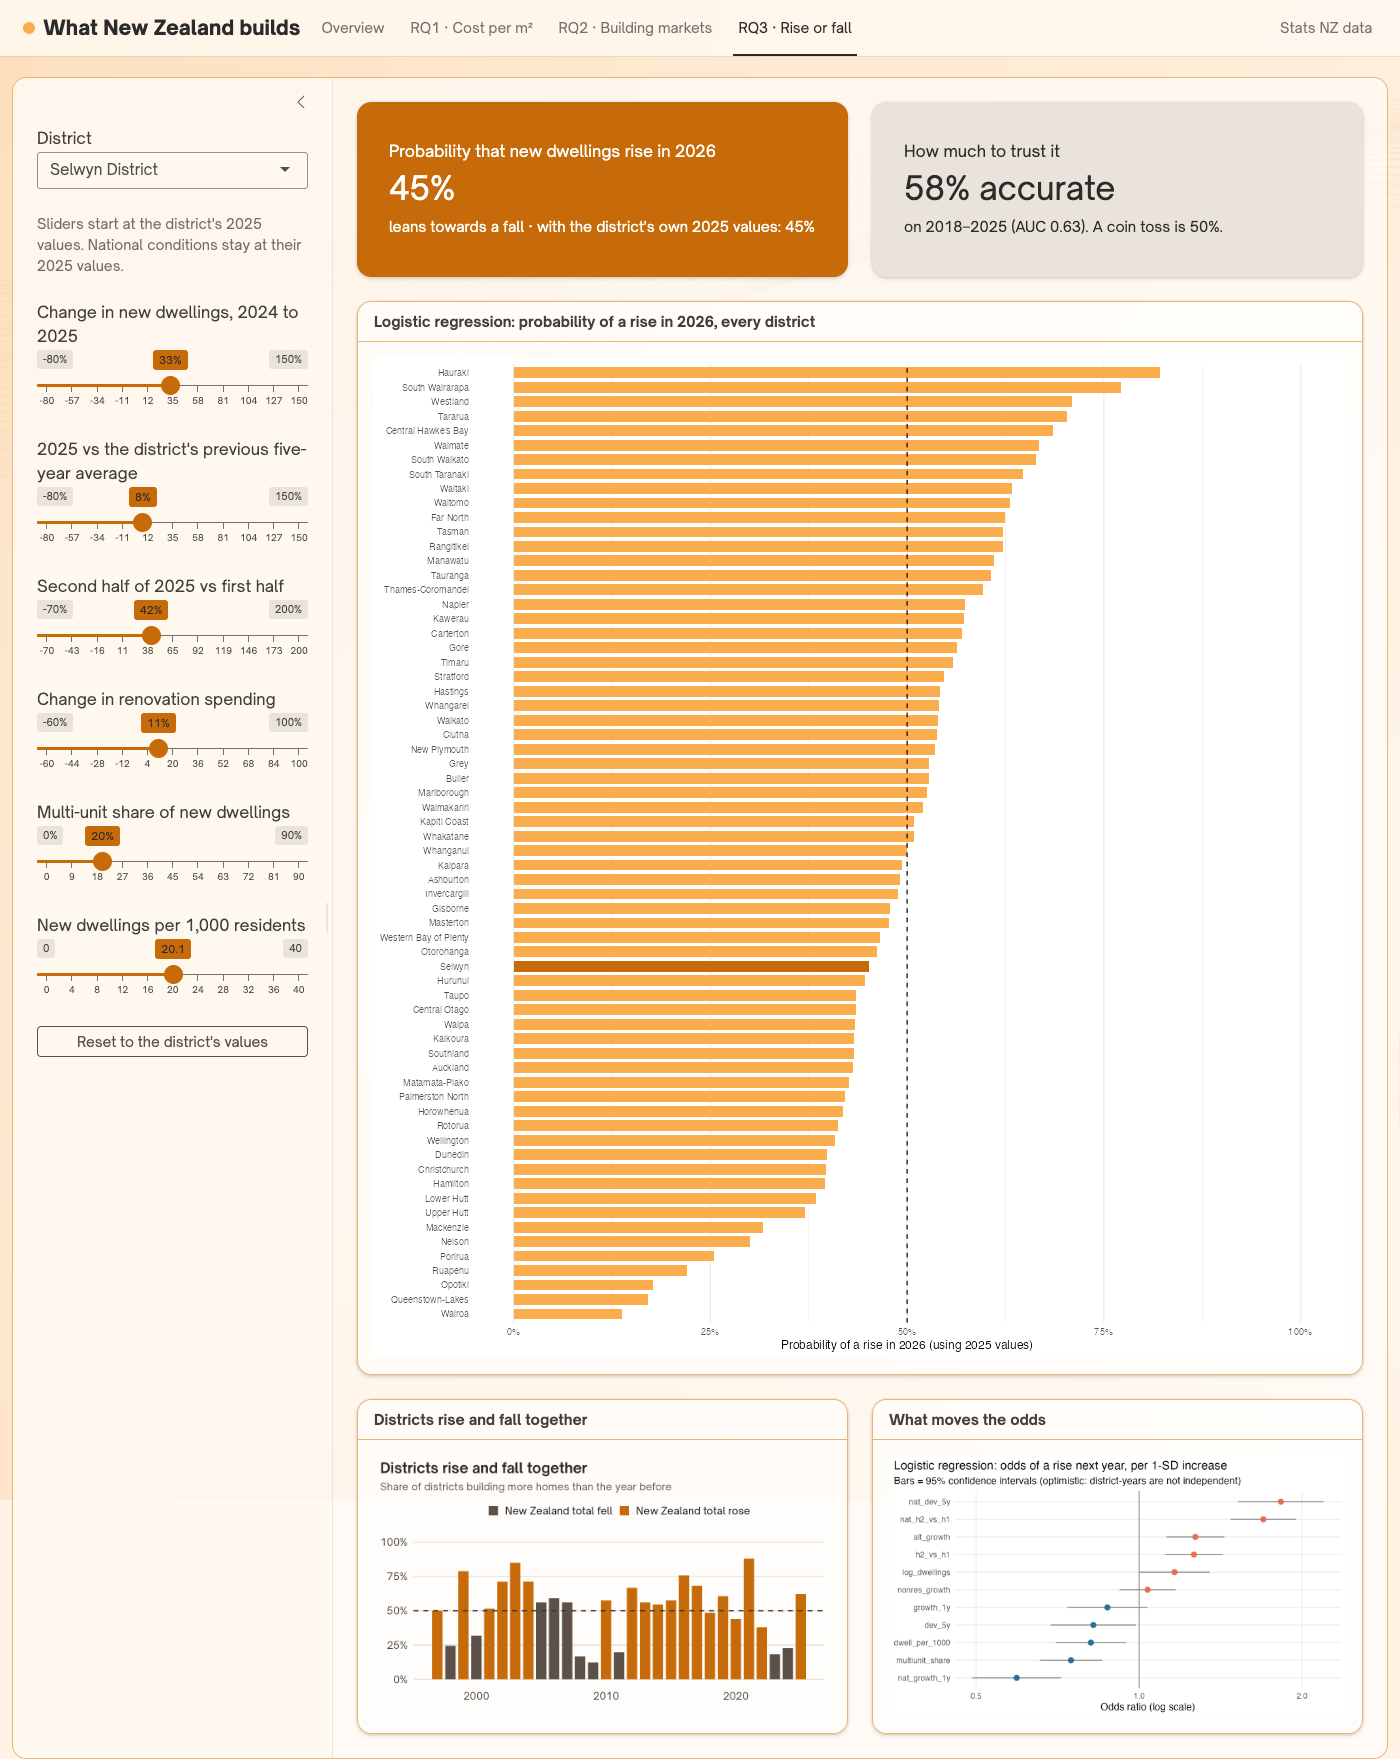 What New Zealand builds
Overview
RQ1 · Cost per m²
RQ2 · Building markets
RQ3 · Rise or fall
Stats NZ data
District
Selwyn District
Sliders start at the district's 2025
values. National conditions stay at their
2025 values.
Change in new dwellings, 2024 to
2025
-80% 33% 150%
-80 -57 -34 -11 12 35 58 81 104 127 150
2025 vs the district's previous five-
year average
-80% 8% 150%
-80 -57 -34 -11 12 35 58 81 104 127 150
Second half of 2025 vs first half
-70% 42% 200%
-70 -43 -16 11 38 65 92 119 146 173 200
Change in renovation spending
-60% 11% 100%
-60 -44 -28 -12 4 20 36 52 68 84 100
Multi-unit share of new dwellings
0% 20% 90%
0 9 18 27 36 45 54 63 72 81 90
New dwellings per 1,000 residents
0 20.1 40
0 4 8 12 16 20 24 28 32 36 40
Reset to the district's values
Probability that new dwellings rise in 2026
45%
leans towards a fall · with the district's own 2025 values: 45%
How much to trust it
58% accurate
on 2018–2025 (AUC 0.63). A coin toss is 50%.
Logistic regression: probability of a rise in 2026, every district
Hauraki
South Wairarapa
Westland
Tararua
Central Hawke's Bay
Waimate
South Waikato
South Taranaki
Waitaki
Waitomo
Far North
Tasman
Rangitikei
Manawatu
Tauranga
Thames-Coromandel
Napier
Kawerau
Carterton
Gore
Timaru
Stratford
Hastings
Whangarei
Waikato
Clutha
New Plymouth
Grey
Buller
Marlborough
Waimakariri
Kapiti Coast
Whakatane
Whanganui
Kaipara
Ashburton
Invercargill
Gisborne
Masterton
Western Bay of Plenty
Otorohanga
Selwyn
Hurunui
Taupo
Central Otago
Waipa
Kaikoura
Southland
Auckland
Matamata-Piako
Palmerston North
Horowhenua
Rotorua
Wellington
Dunedin
Christchurch
Hamilton
Lower Hutt
Upper Hutt
Mackenzie
Nelson
Porirua
Ruapehu
Opotiki
Queenstown-Lakes
Wairoa
0% 25% 50% 75% 100%
Probability of a rise in 2026 (using 2025 values)
Districts rise and fall together
Districts rise and fall together
Share of districts building more homes than the year before
New Zealand total fell New Zealand total rose
100%
75%
50%
25%
0%
2000 2010 2020
What moves the odds
Logistic regression: odds of a rise next year, per 1-SD increase
Bars = 95% confidence intervals (optimistic: district-years are not independent)
nat_dev_5y
nat_h2_vs_h1
alt_growth
h2_vs_h1
log_dwellings
nonres_growth
growth_1y
dev_5y
dwell_per_1000
multiunit_share
nat_growth_1y
0.5 1.0 2.0
Odds ratio (log scale)